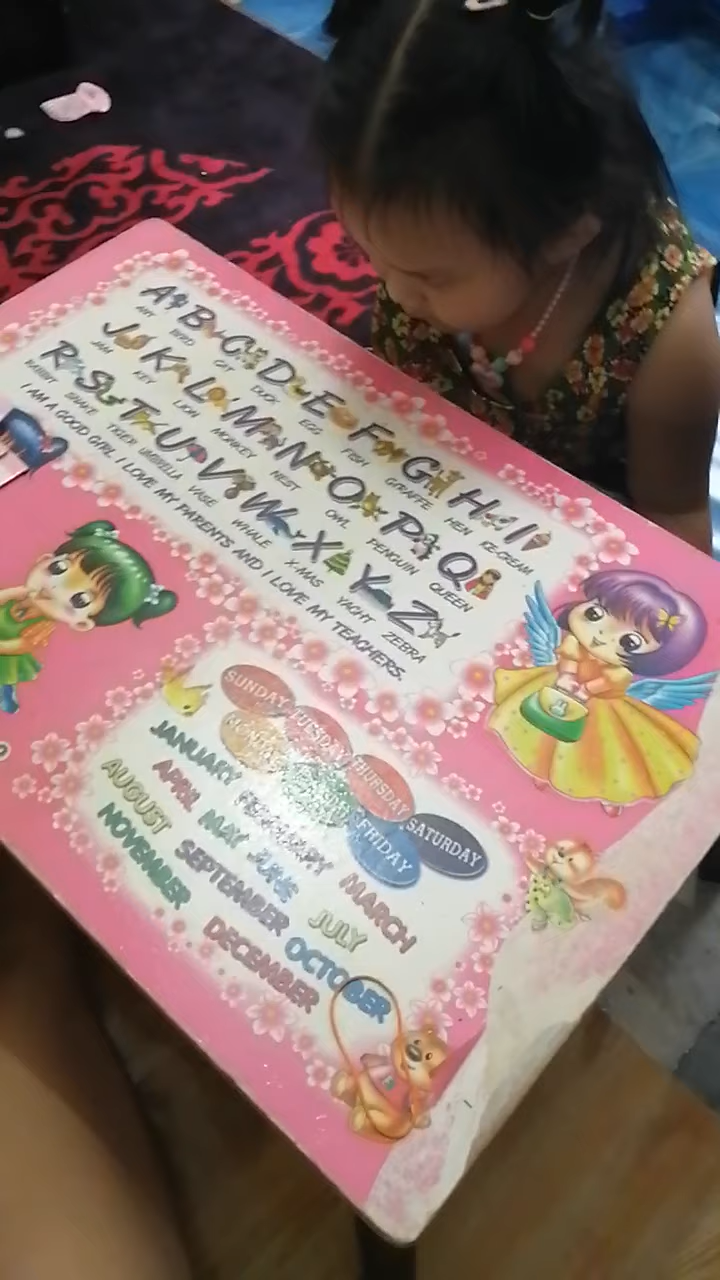 A B C D E F G H I
ANT BIRD CAT DUCK EGG FISH GIRAFFE HEN ICE-CREAM
J K L M N O P Q
JAM KEY LION MONKEY NEST OWL PENGUIN QUEEN
R S T U V W X Y Z
RABBIT SNAKE TIGER UMBRELLA VASE WHALE X-MAS YACHT ZEERA
I AM A GOOD GIRL. I LOVE MY PARENTS AND I LOVE MY TEACHERS.
SUNDAY TUESDAY THURSDAY SATURDAY
MONDAY FRIDAY
JANUARY FEBRUARY MARCH
APRIL MAY JUNE JULY
AUGUST SEPTEMBER OCTOBER
NOVEMBER DECEMBER